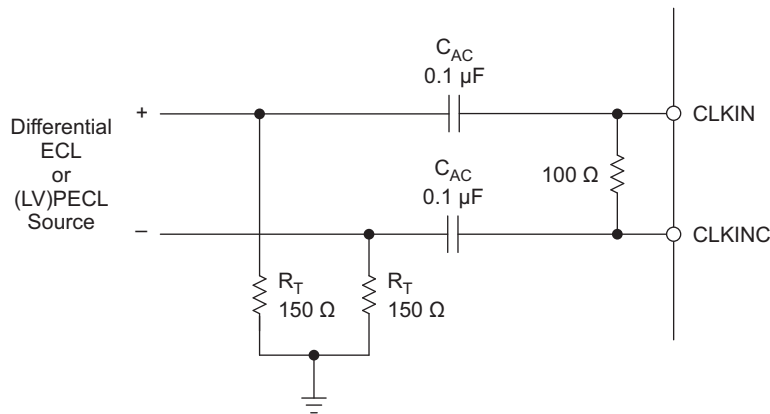 C_AC
0.1 µF
+
CLKIN
Differential
ECL
or
(LV)PECL
Source
C_AC
0.1 µF
100 Ω
−
CLKINC
R_T
150 Ω
R_T
150 Ω